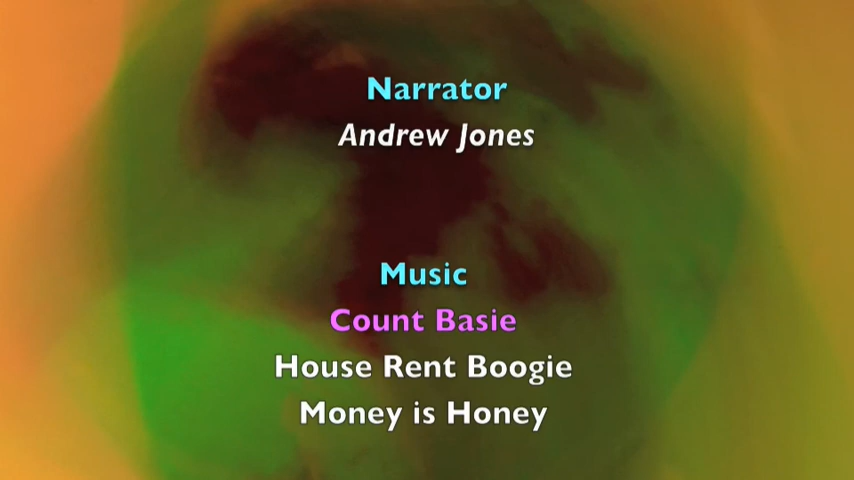 Narrator
Andrew Jones
Music
Count Basie
House Rent Boogie
Money is Honey